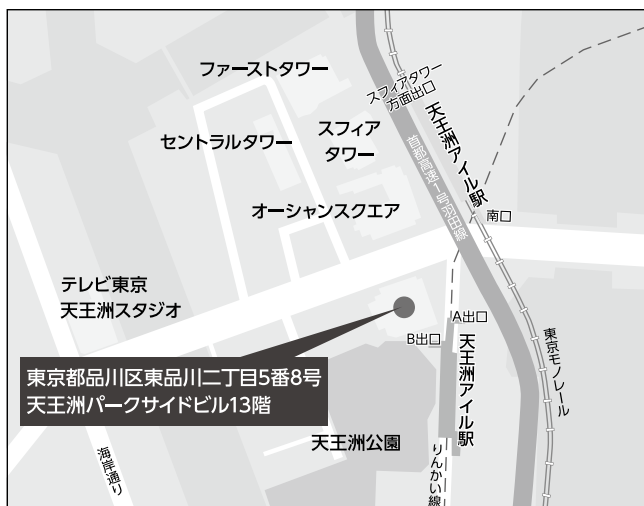 ファーストタワー
スフィアタワー
方面出口
天王洲アイル駅
セントラルタワー
スフィア
タワー
首都高速1号羽田線
オーシャンスクエア
南口
テレビ東京
天王洲スタジオ
A出口
B出口
天王洲アイル駅
東京モノレール
東京都品川区東品川二丁目5番8号
天王洲パークサイドビル13階
天王洲公園
海岸通り
りんかい線